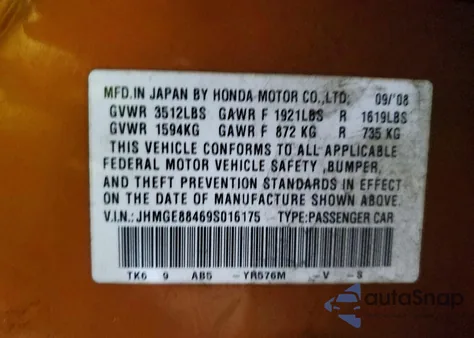 MFD.IN JAPAN BY HONDA MOTOR CO.,LTD. 09/'08
GVWR 3512LBS GAWR F 1921LBS R 1619LBS
GVWR 1594KG GAWR F 872 KG R 735 KG
THIS VEHICLE CONFORMS TO ALL APPLICABLE
FEDERAL MOTOR VEHICLE SAFETY ,BUMPER,
AND THEFT PREVENTION STANDARDS IN EFFECT
ON THE DATE OF MANUFACTURE SHOWN ABOVE.
V.I.N.: JHMGE88469S016175 TYPE:PASSENGER CAR
TK6 9 AB5 -YR576M -V -S
autoSnap